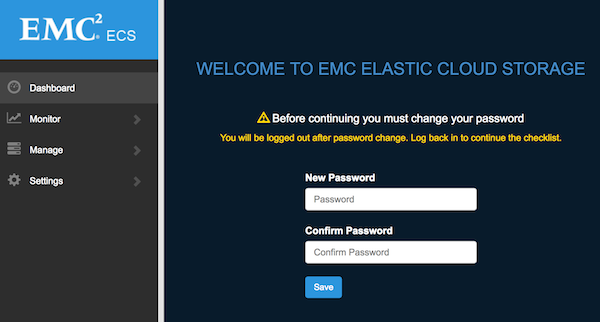 EMC² ECS
Dashboard
Monitor
Manage
Settings
WELCOME TO EMC ELASTIC CLOUD STORAGE
Before continuing you must change your password
You will be logged out after password change. Log back in to continue the checklist.
New Password
Password
Confirm Password
Confirm Password
Save